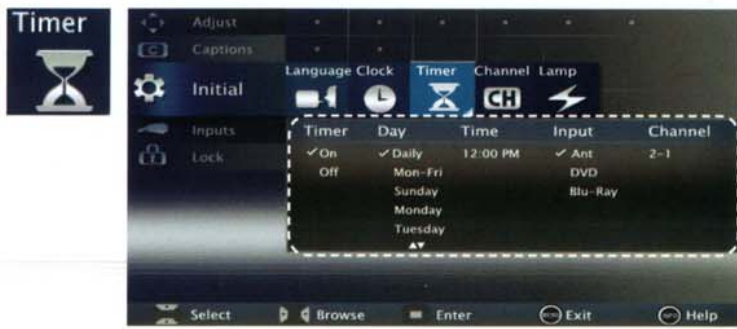 Timer
Adjust
Captions
Initial
Inputs
Lock
Language Clock Timer Channel Lamp
CH
Timer Day Time Input Channel
✓On ✓Daily 12:00 PM ✓Ant 2-1
Off Mon-Fri DVD
Sunday Blu-Ray
Monday
Tuesday
Select Browse Enter MENU Exit INFO Help